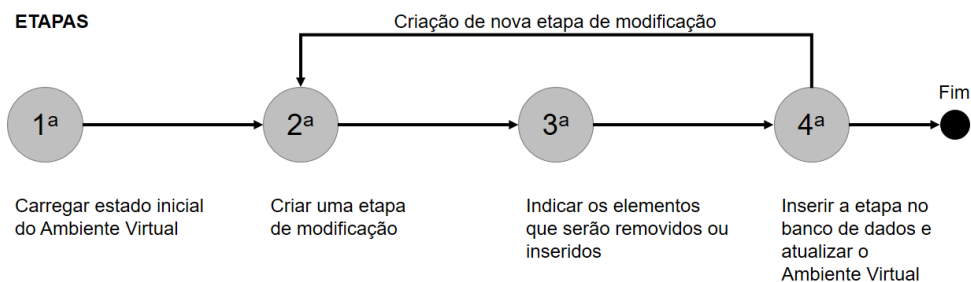 ETAPAS
Criação de nova etapa de modificação
Fim
1ª
2ª
3ª
4ª
Carregar estado inicial
do Ambiente Virtual
Criar uma etapa
de modificação
Indicar os elementos
que serão removidos ou
inseridos
Inserir a etapa no
banco de dados e
atualizar o
Ambiente Virtual